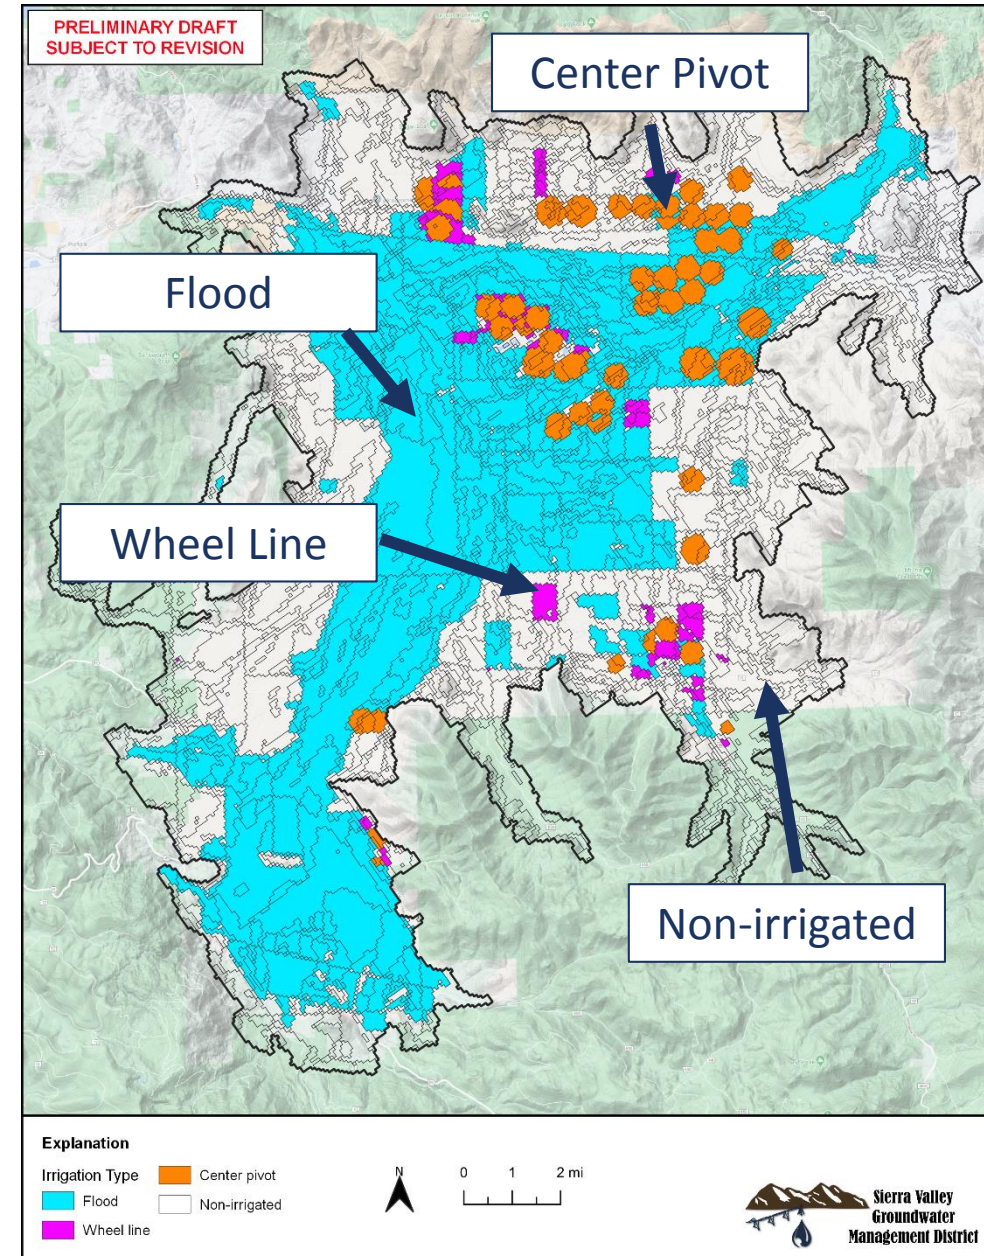 PRELIMINARY DRAFT
SUBJECT TO REVISION
Center Pivot
Flood
Wheel Line
Non-irrigated
Explanation
Irrigation Type
Flood
Wheel line
Center pivot
Non-irrigated
N
0 1 2 mi
Sierra Valley
Groundwater
Management District